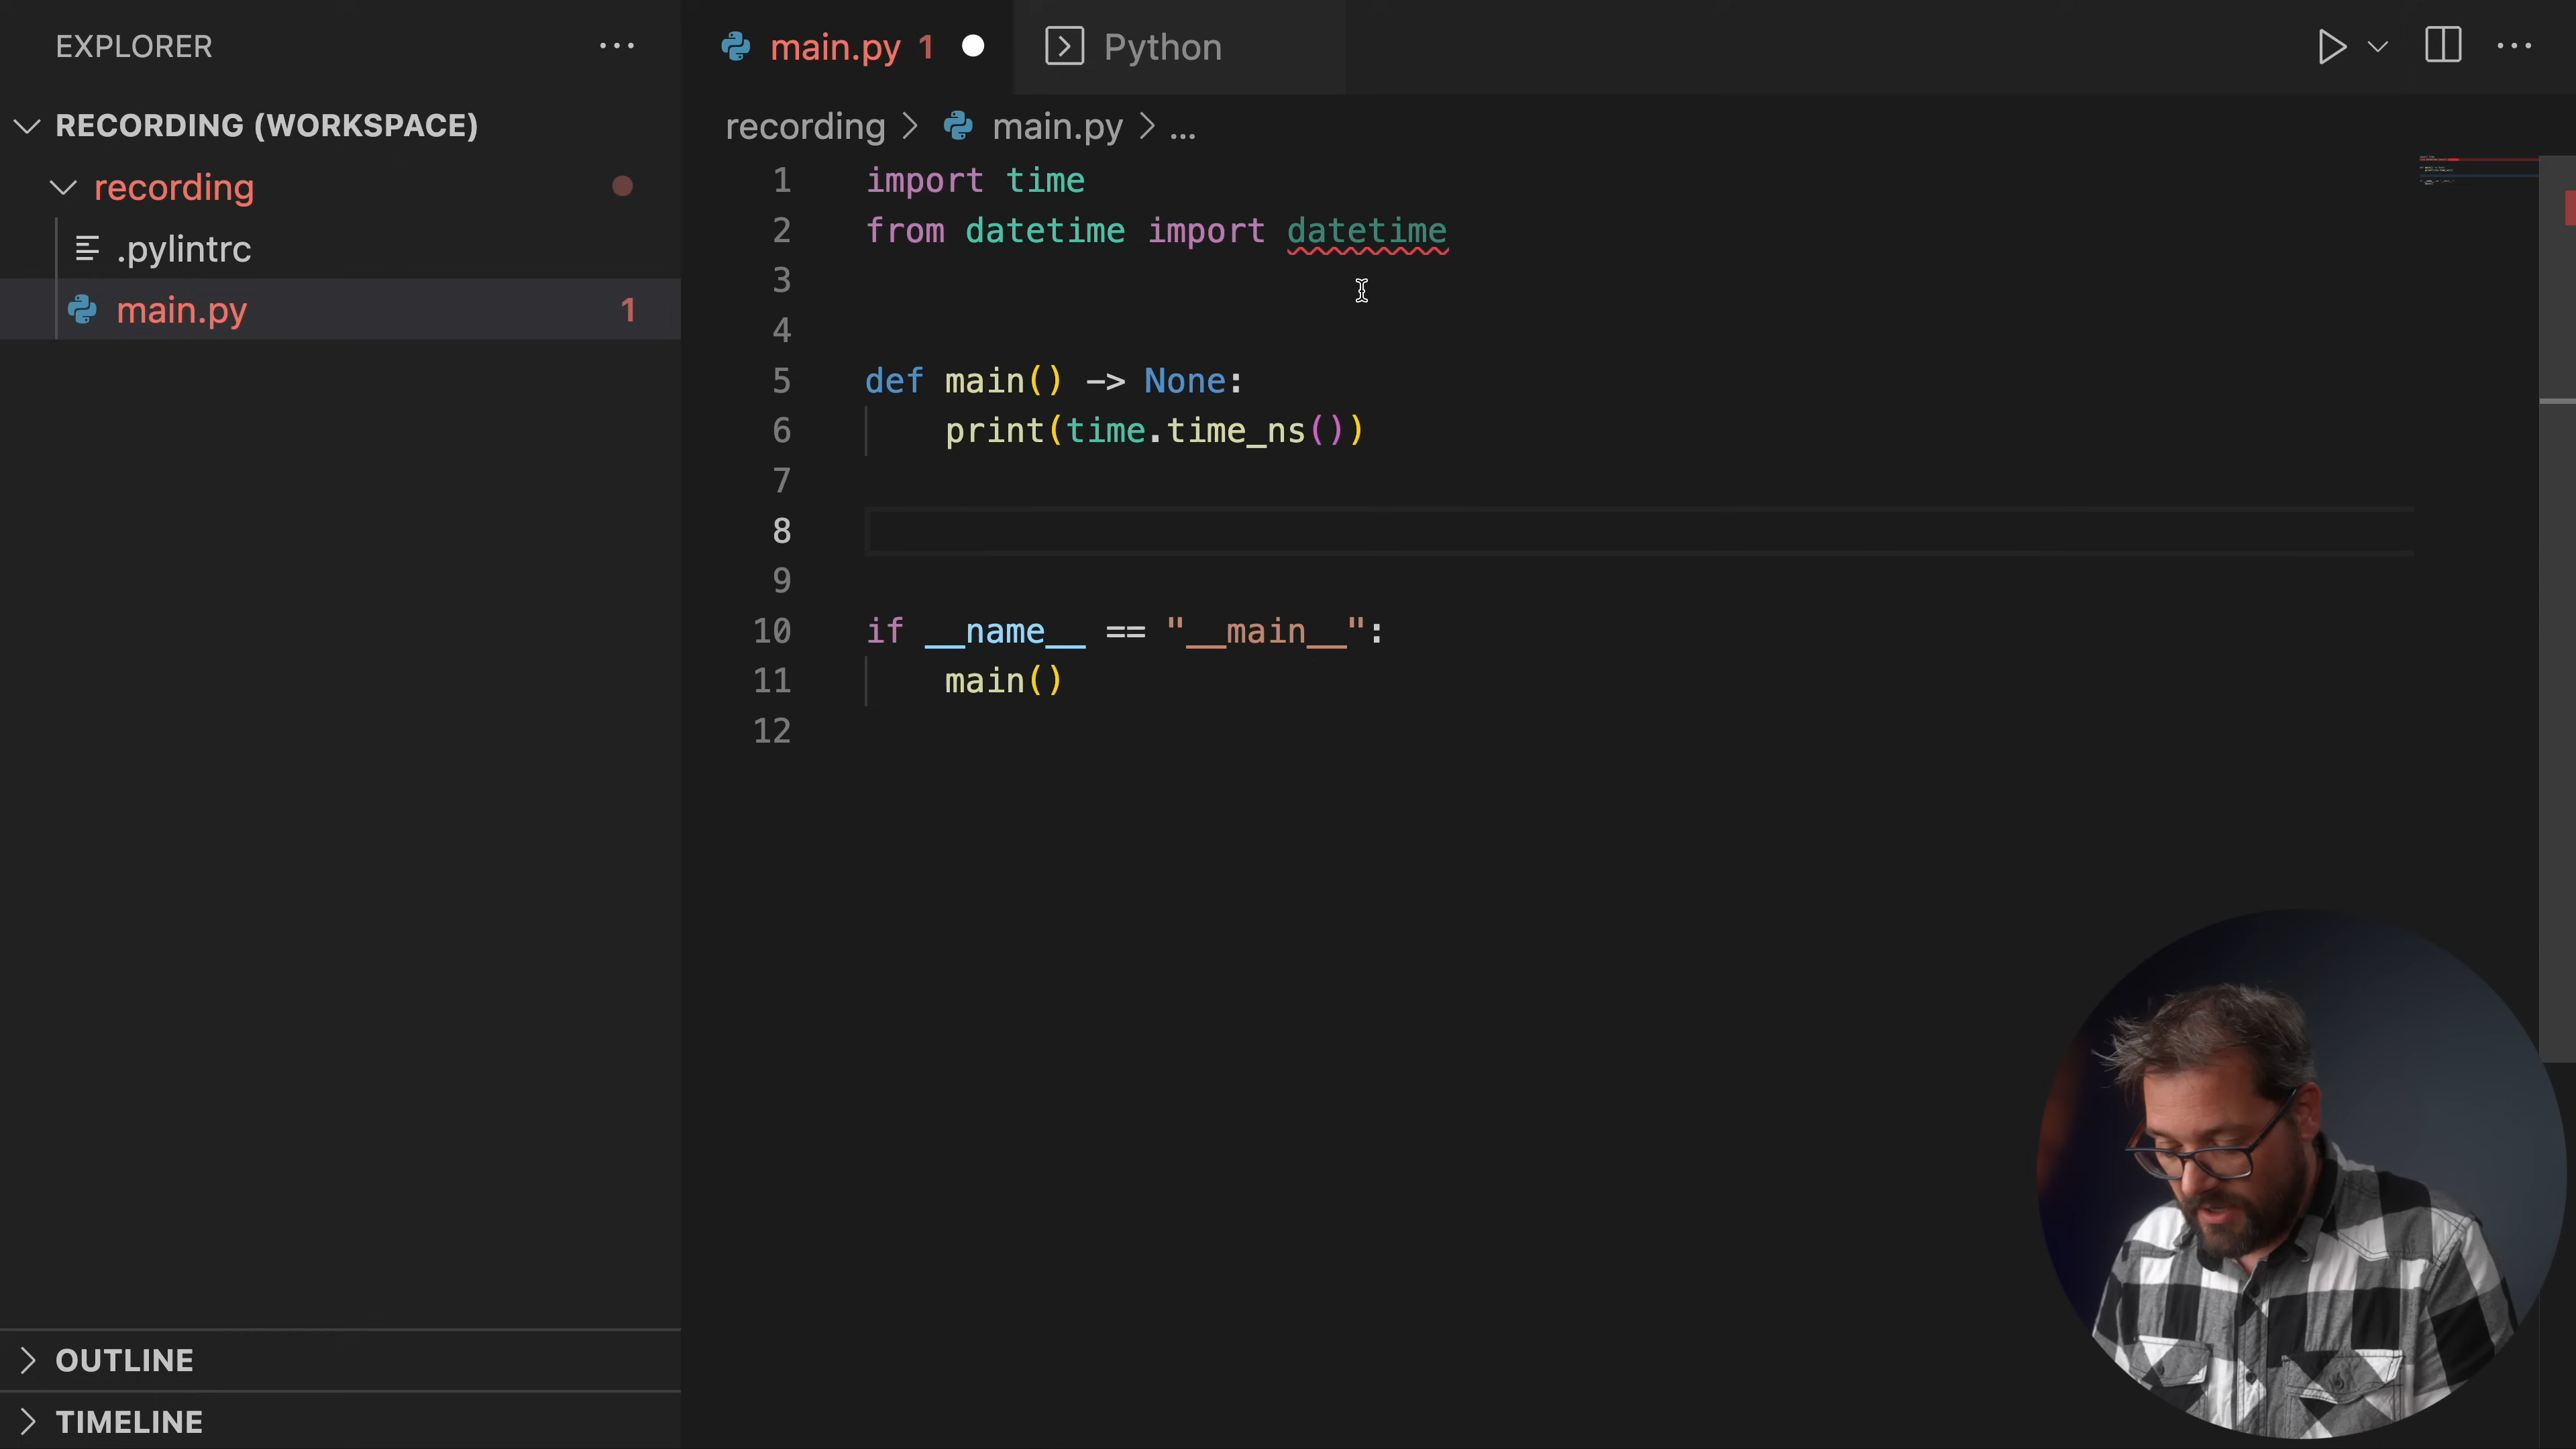 EXPLORER
RECORDING (WORKSPACE)
recording
.pylintrc
main.py 1
OUTLINE
TIMELINE
main.py 1
Python
recording > main.py > ...
1 import time
2 from datetime import datetime
3
4
5 def main() -> None:
6 print(time.time_ns())
7
8
9
10 if __name__ == "__main__":
11 main()
12